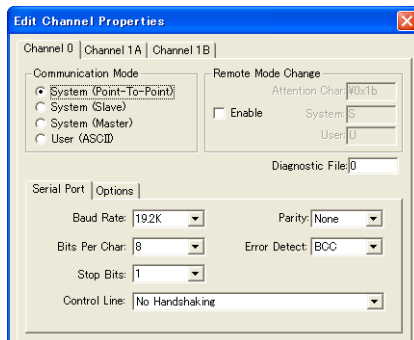 Edit Channel Properties
Channel 0 Channel 1A Channel 1B
Communication Mode
System (Point-To-Point)
System (Slave)
System (Master)
User (ASCII)
Remote Mode Change
Attention Char: ¥0x1b
Enable System: S
User: U
Diagnostic File: 0
Serial Port Options
Baud Rate: 19.2K Parity: None
Bits Per Char: 8 Error Detect: BCC
Stop Bits: 1
Control Line: No Handshaking